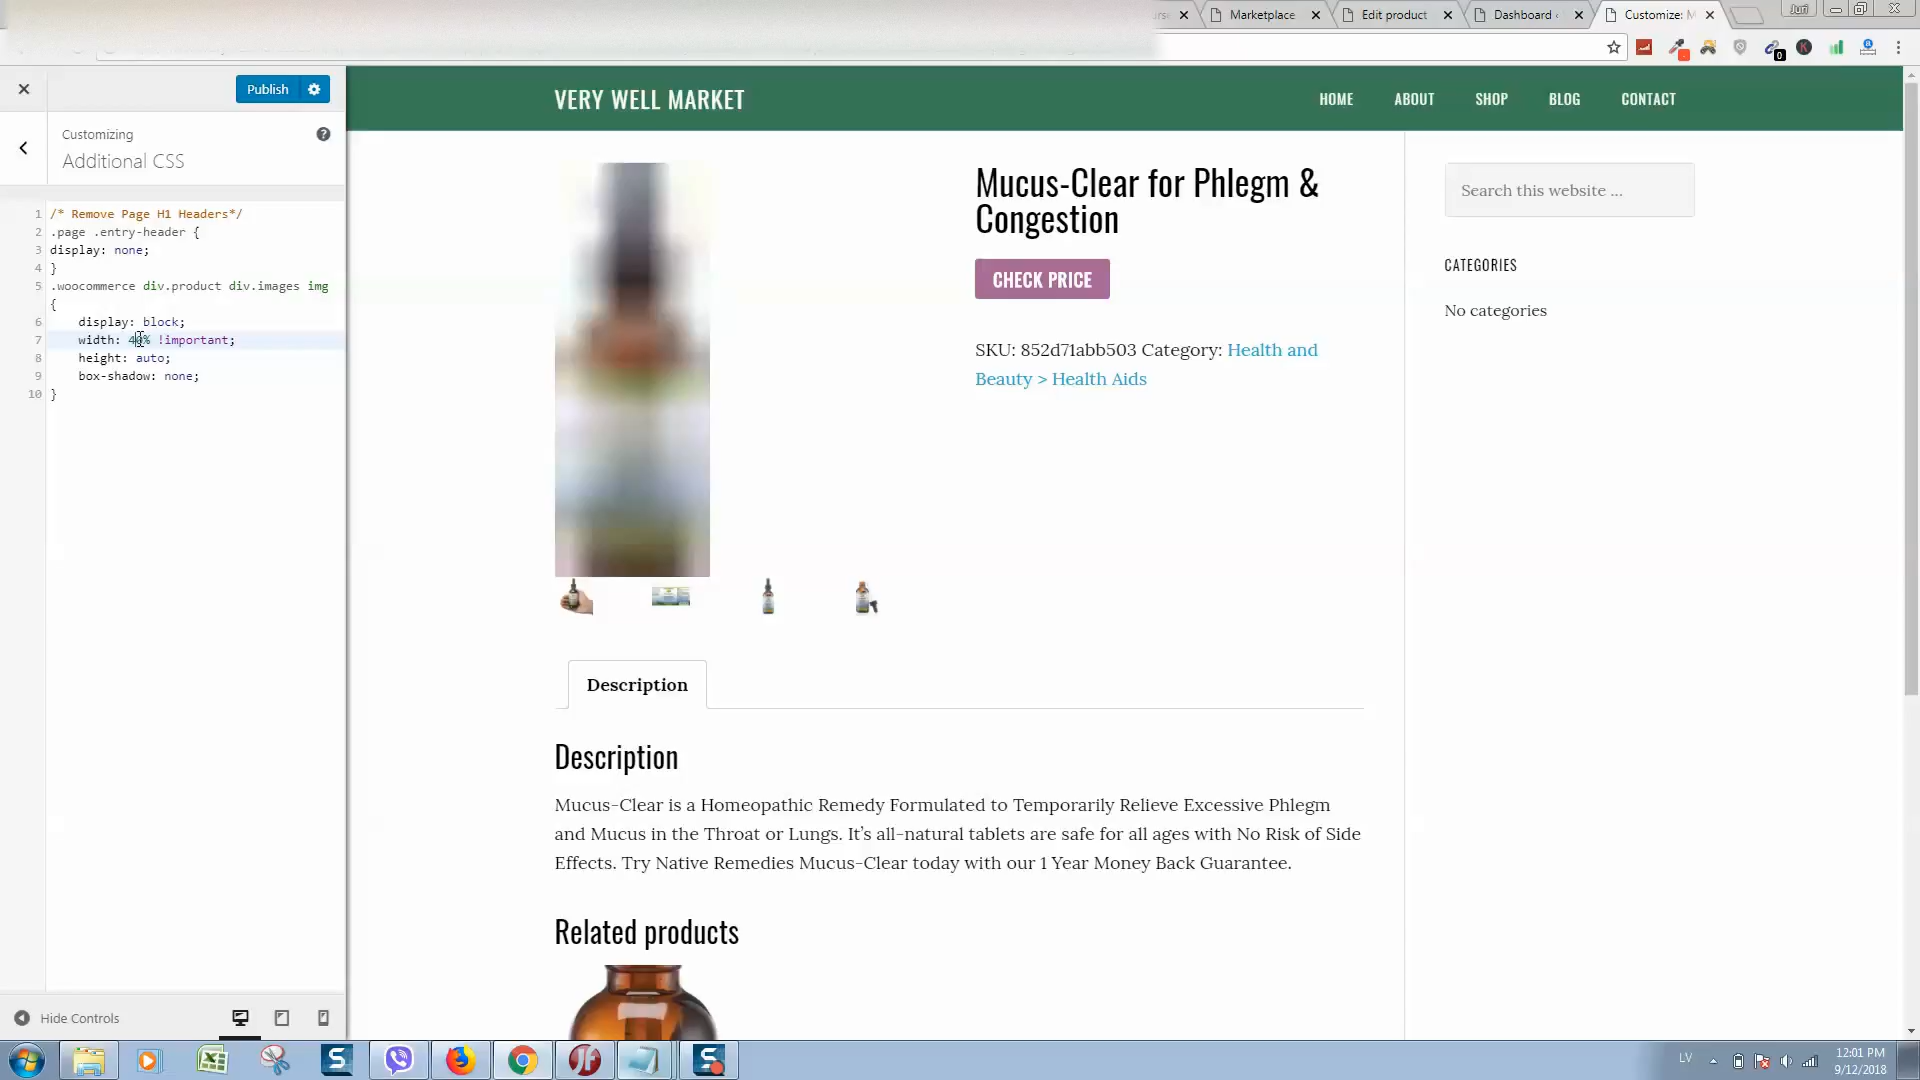 Marketplace
Edit product
Dashboard
Customize: M
Juri
0
Publish
Customizing
Additional CSS
1 /* Remove Page H1 Headers*/
2 .page .entry-header {
3 display: none;
4 }
5 .woocommerce div.product div.images img
{
6 display: block;
7 width: 40% !important;
8 height: auto;
9 box-shadow: none;
10 }
Hide Controls
VERY WELL MARKET
HOME
ABOUT
SHOP
BLOG
CONTACT
Mucus-Clear for Phlegm &
Congestion
CHECK PRICE
SKU: 852d71abb503 Category: Health and
Beauty > Health Aids
Search this website ...
CATEGORIES
No categories
Description
Description
Mucus-Clear is a Homeopathic Remedy Formulated to Temporarily Relieve Excessive Phlegm
and Mucus in the Throat or Lungs. It's all-natural tablets are safe for all ages with No Risk of Side
Effects. Try Native Remedies Mucus-Clear today with our 1 Year Money Back Guarantee.
Related products
LV
12:01 PM
9/12/2018